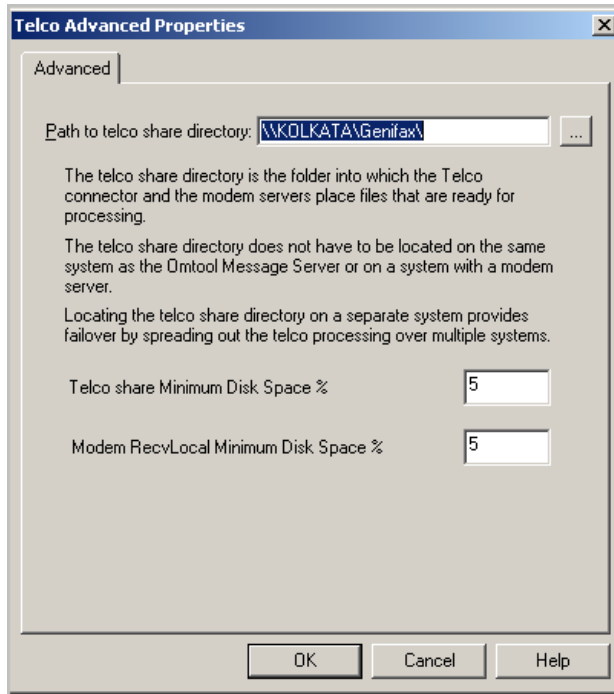 Telco Advanced Properties
Advanced
Path to telco share directory: \\KOLKATA\Genifax\ ...
The telco share directory is the folder into which the Telco
connector and the modem servers place files that are ready for
processing.
The telco share directory does not have to be located on the same
system as the Omtool Message Server or on a system with a modem
server.
Locating the telco share directory on a separate system provides
failover by spreading out the telco processing over multiple systems.
Telco share Minimum Disk Space % 5
Modem RecvLocal Minimum Disk Space % 5
OK Cancel Help